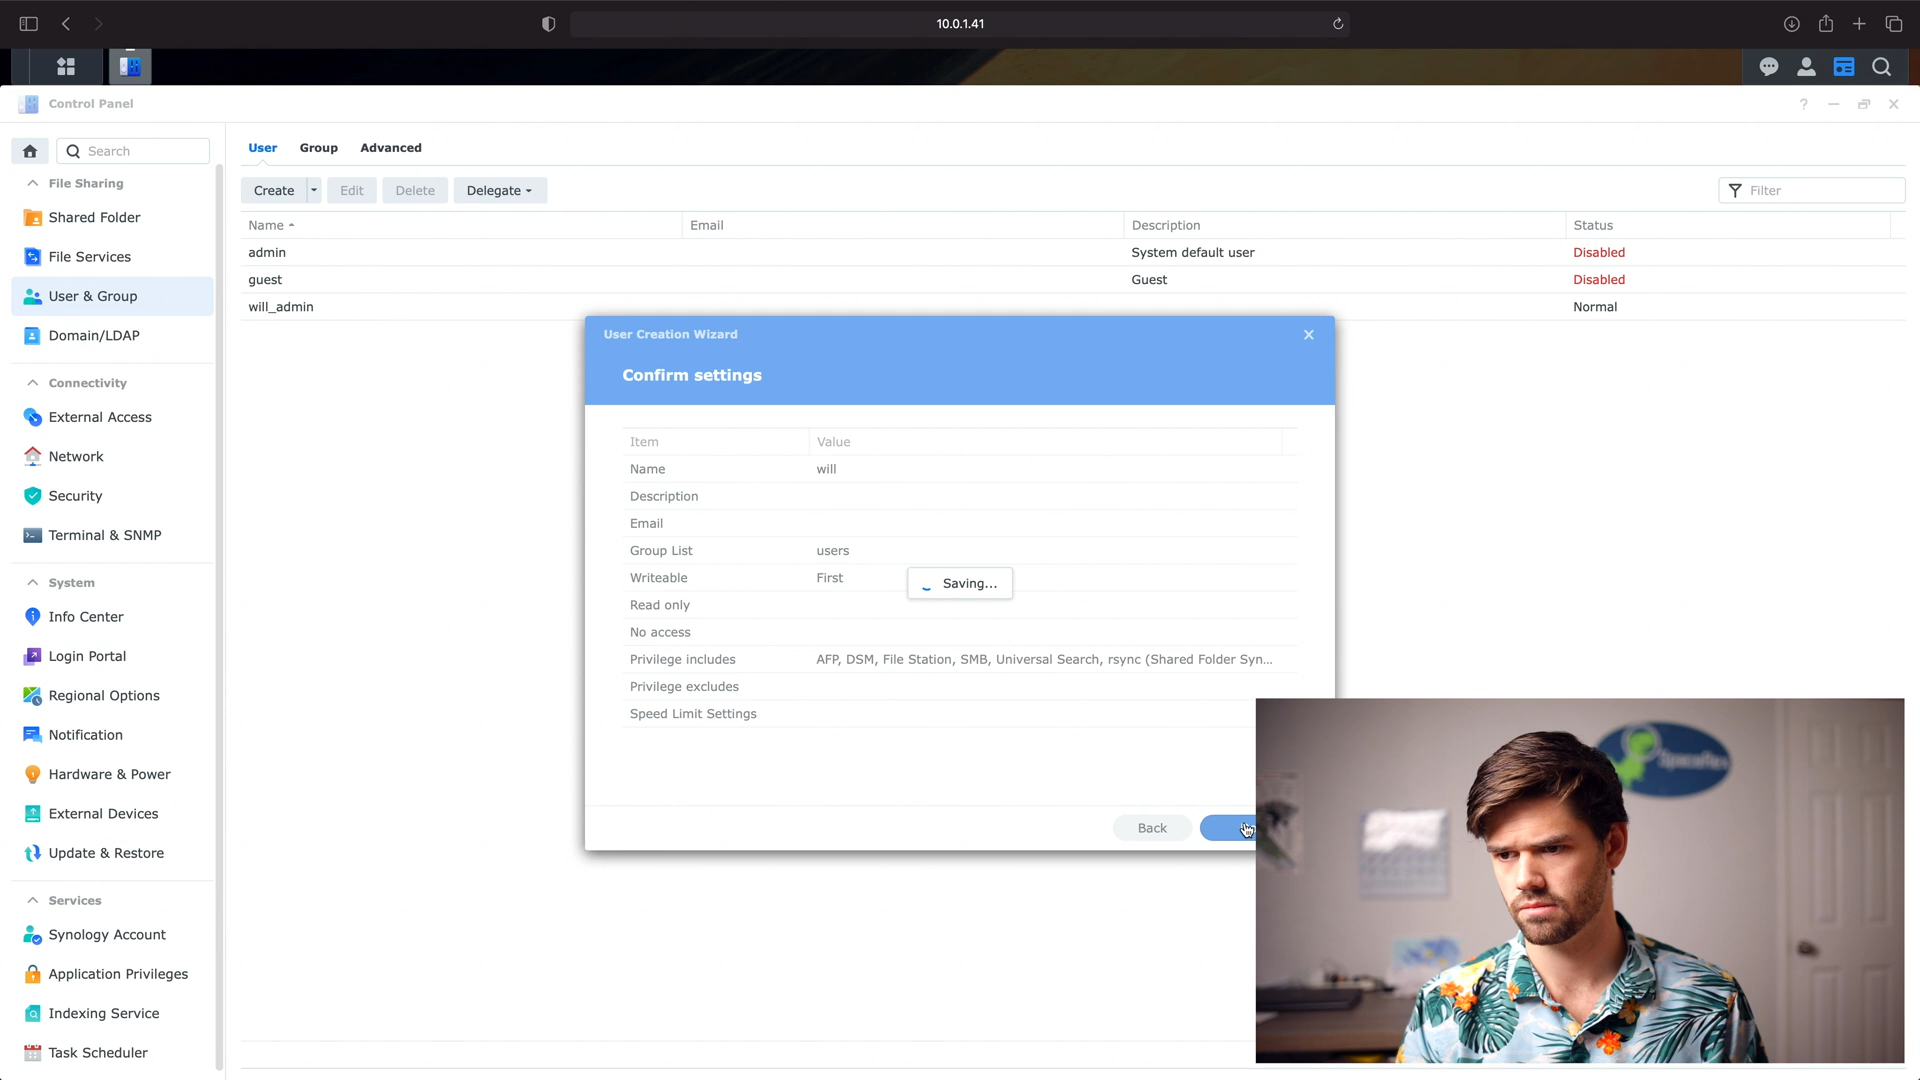 10.0.1.41
Control Panel
Search
File Sharing
Shared Folder
File Services
User & Group
Domain/LDAP
Connectivity
External Access
Network
Security
Terminal & SNMP
System
Info Center
Login Portal
Regional Options
Notification
Hardware & Power
External Devices
Update & Restore
Services
Synology Account
Application Privileges
Indexing Service
Task Scheduler
User Group Advanced
Create Edit Delete Delegate Filter
Name Email Description Status
admin System default user Disabled
guest Guest Disabled
will_admin Normal
User Creation Wizard
Confirm settings
Item Value
Name will
Description
Email
Group List users
Writeable First
Saving...
Read only
No access
Privilege includes AFP, DSM, File Station, SMB, Universal Search, rsync (Shared Folder Syn...
Privilege excludes
Speed Limit Settings
Back
SpaceRex